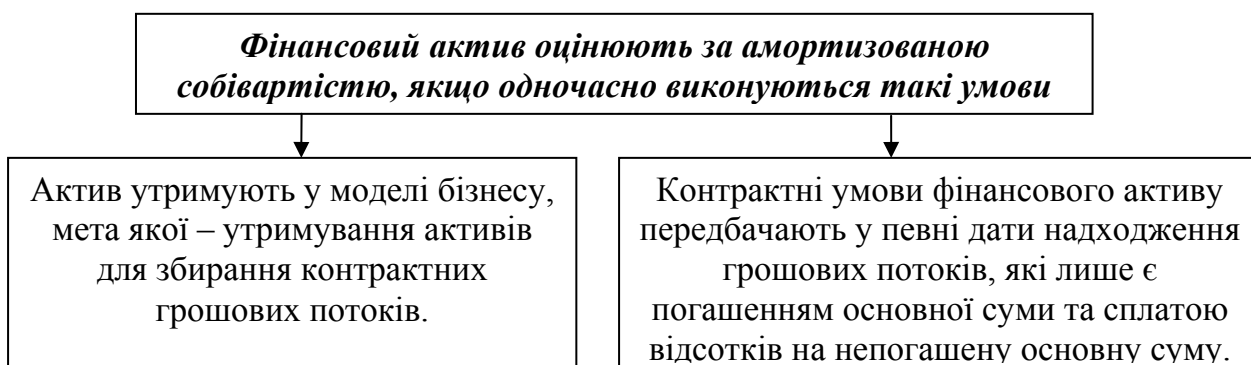 Фінансовий актив оцінюють за амортизованою
собівартістю, якщо одночасно виконуються такі умови
Актив утримують у моделі бізнесу,
мета якої – утримування активів
для збирання контрактних
грошових потоків.
Контрактні умови фінансового активу
передбачають у певні дати надходження
грошових потоків, які лише є
погашенням основної суми та сплатою
відсотків на непогашену основну суму.